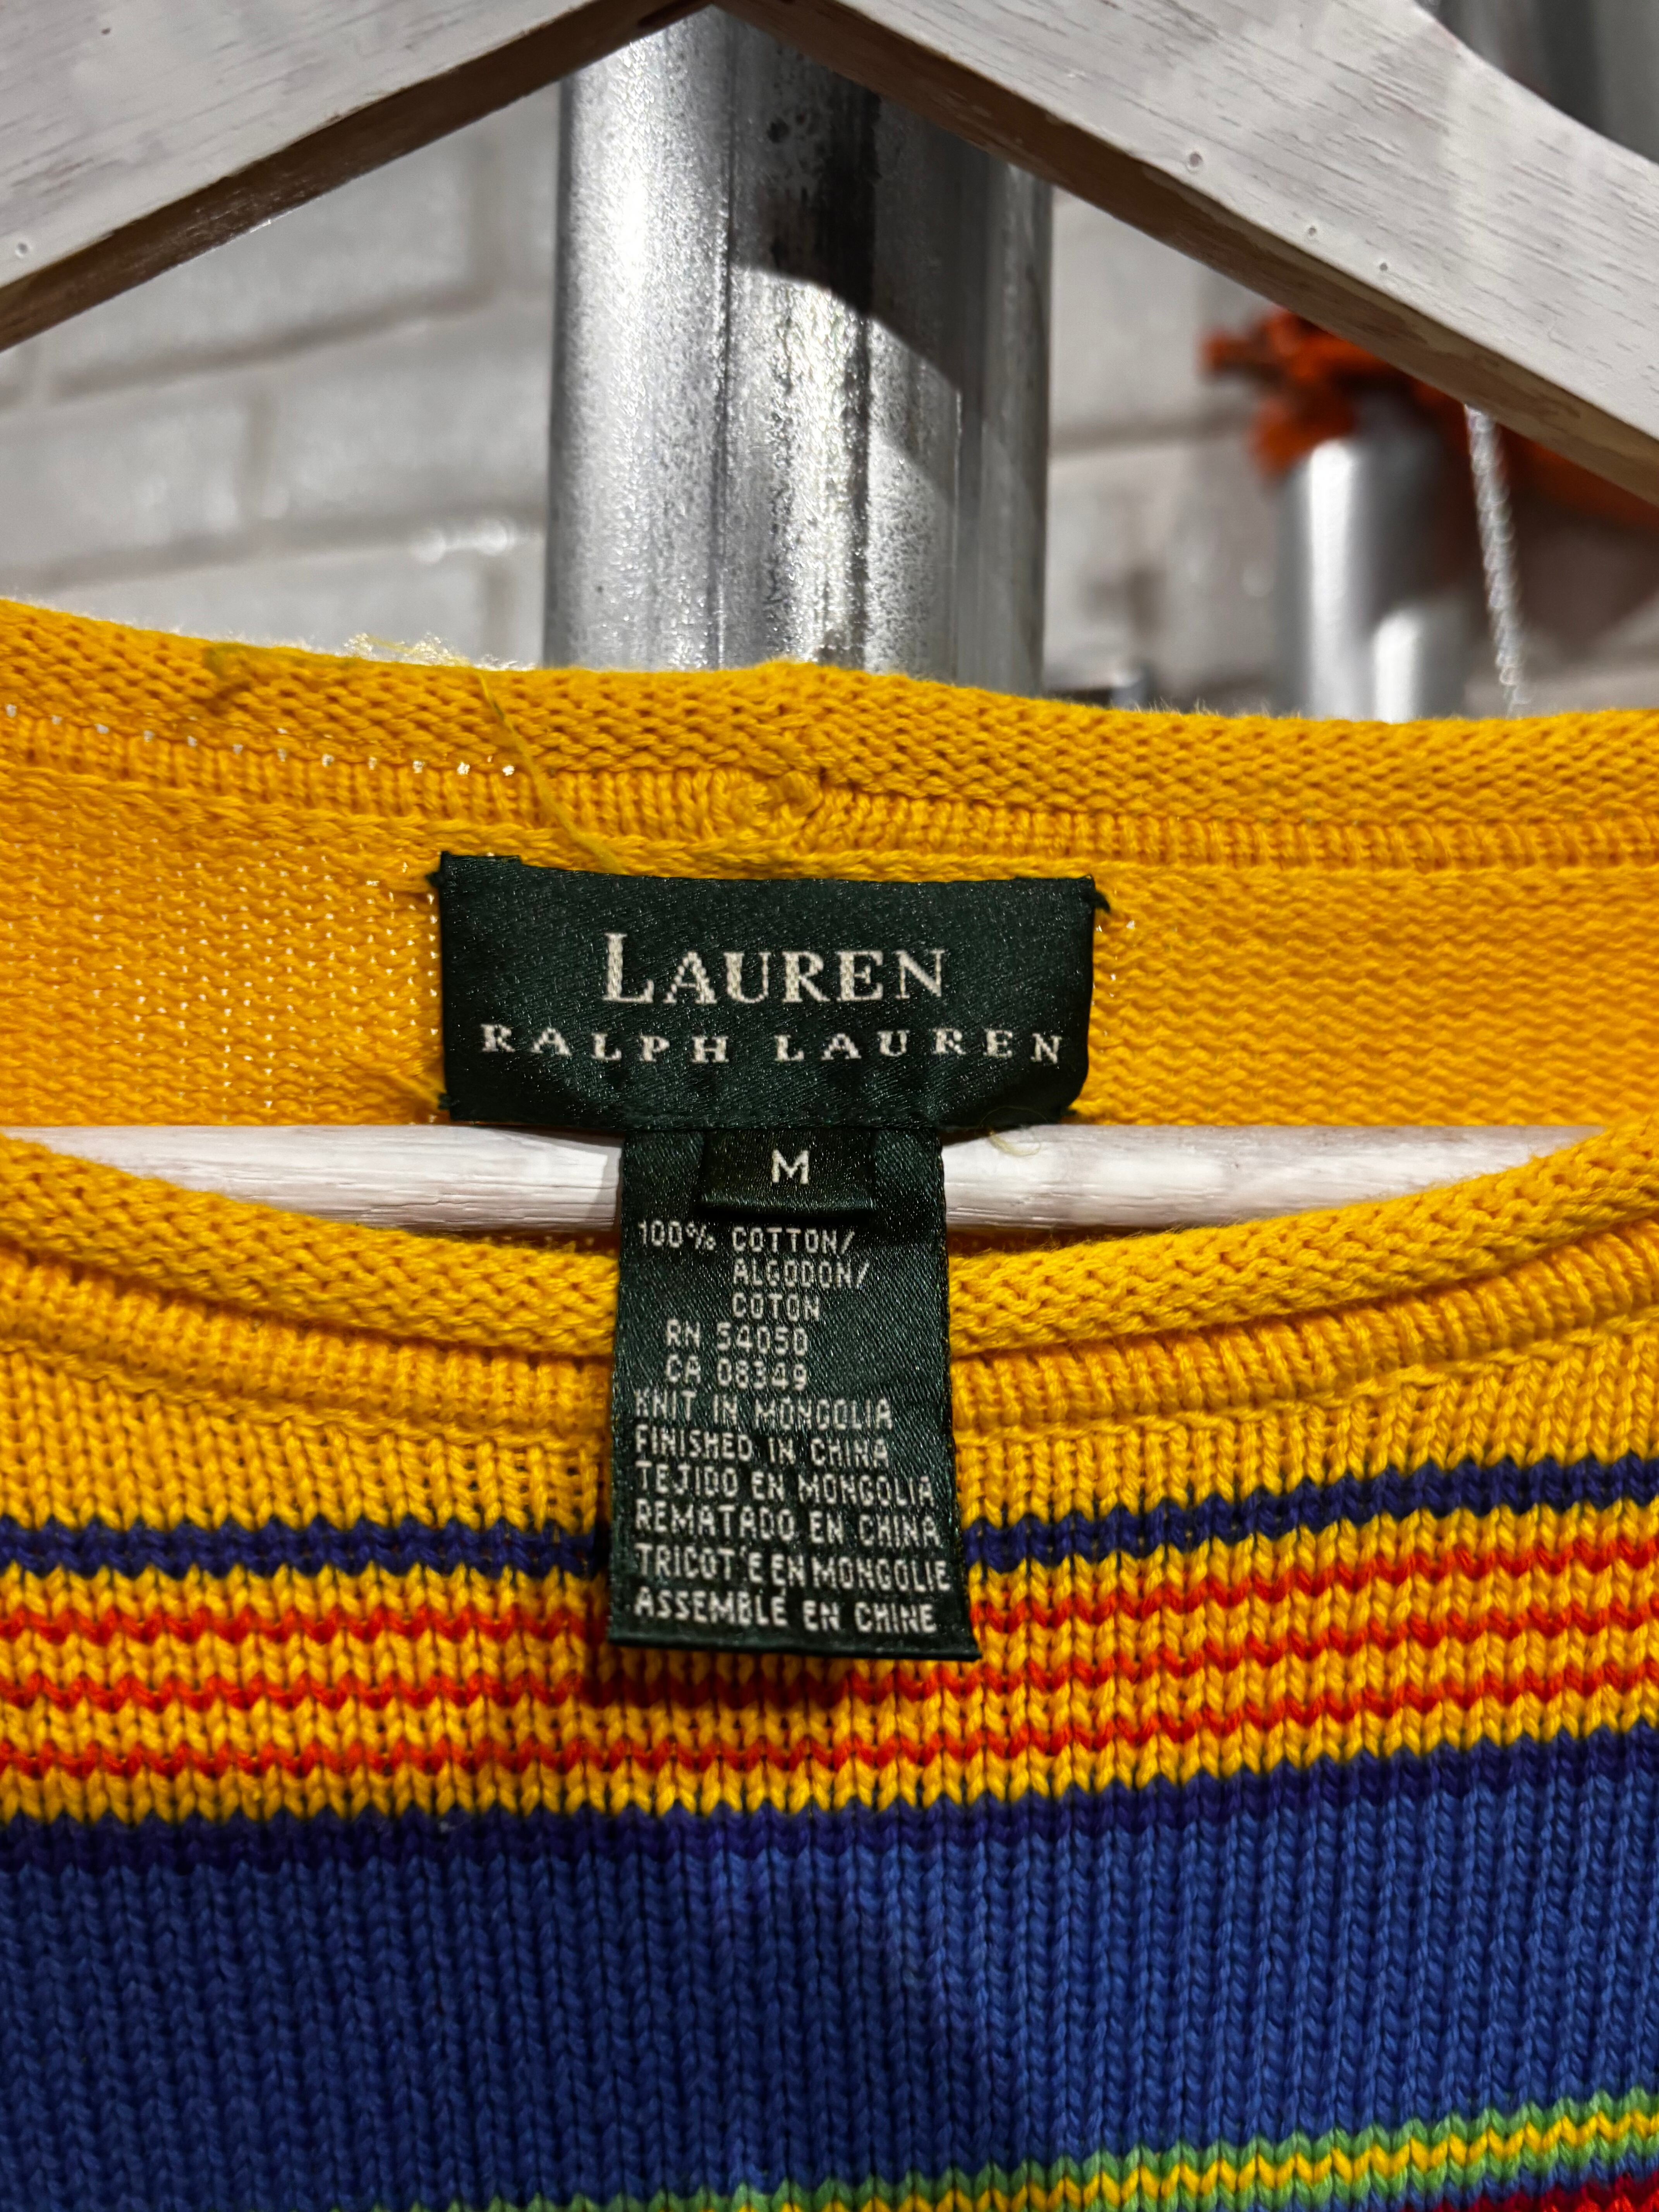 LAUREN
RALPH LAUREN
M
100% COTTON/
ALGODON/
COTON
RN 54050
CA 08349
KNIT IN MONGOLIA
FINISHED IN CHINA
TEJIDO EN MONGOLIA
REMATADO EN CHINA
TRICOT'E EN MONGOLIE
ASSEMBLE EN CHINE